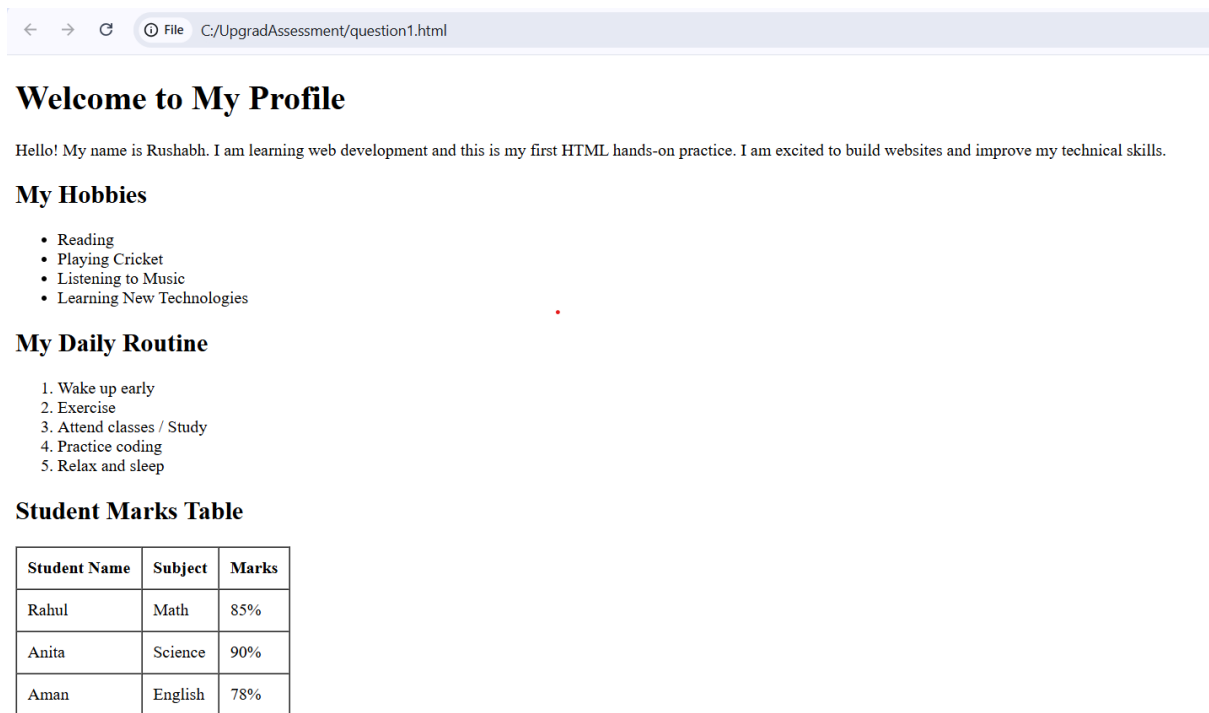 File C:/UpgradAssessment/question1.html
Welcome to My Profile
Hello! My name is Rushabh. I am learning web development and this is my first HTML hands-on practice. I am excited to build websites and improve my technical skills.
My Hobbies
• Reading
• Playing Cricket
• Listening to Music
• Learning New Technologies
My Daily Routine
1. Wake up early
2. Exercise
3. Attend classes / Study
4. Practice coding
5. Relax and sleep
Student Marks Table
Student Name Subject Marks
Rahul Math 85%
Anita Science 90%
Aman English 78%